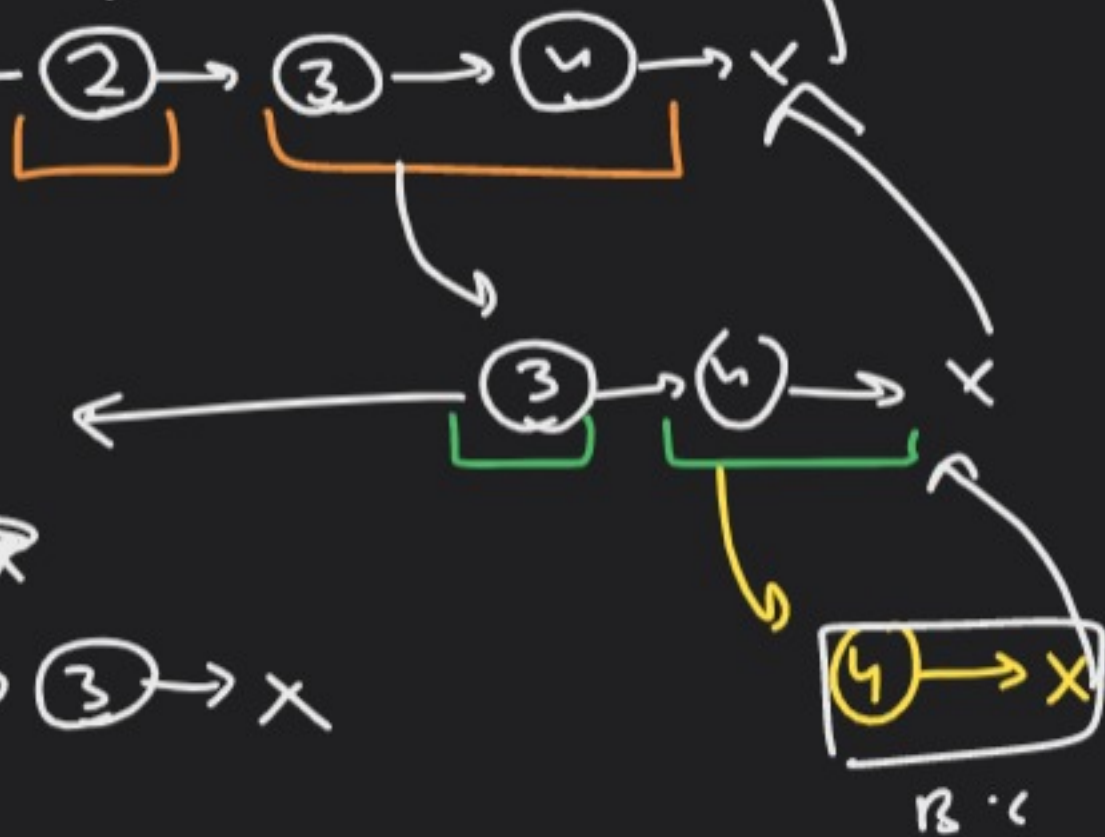 2 → 3 → 4 → X
3 → 4 → X
3 → X
4 → X
B.C